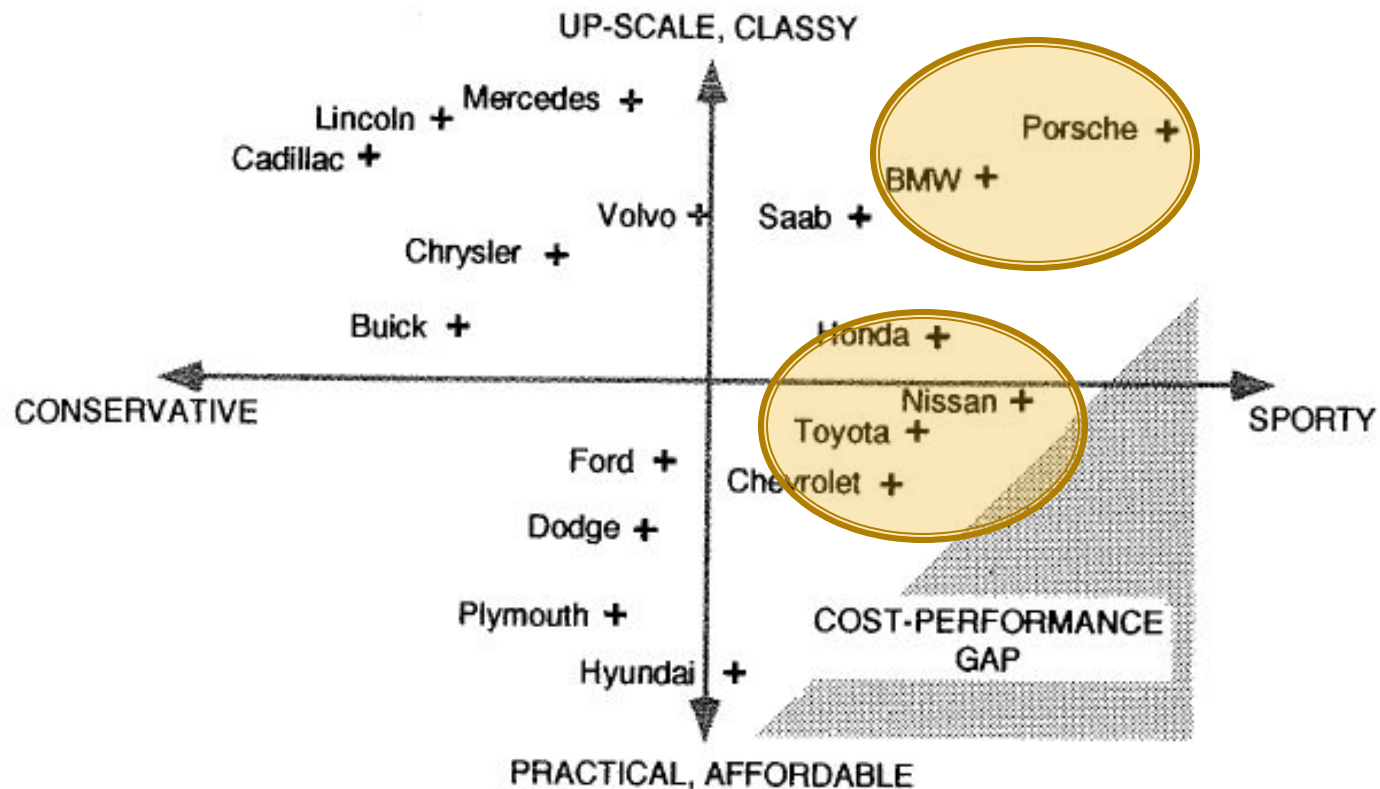 UP-SCALE, CLASSY
Mercedes
Lincoln
Porsche
Cadillac
BMW
Volvo
Saab
Chrysler
Buick
Honda
CONSERVATIVE
Nissan
SPORTY
Toyota
Ford
Chevrolet
Dodge
Plymouth
COST-PERFORMANCE
GAP
Hyundai
PRACTICAL, AFFORDABLE